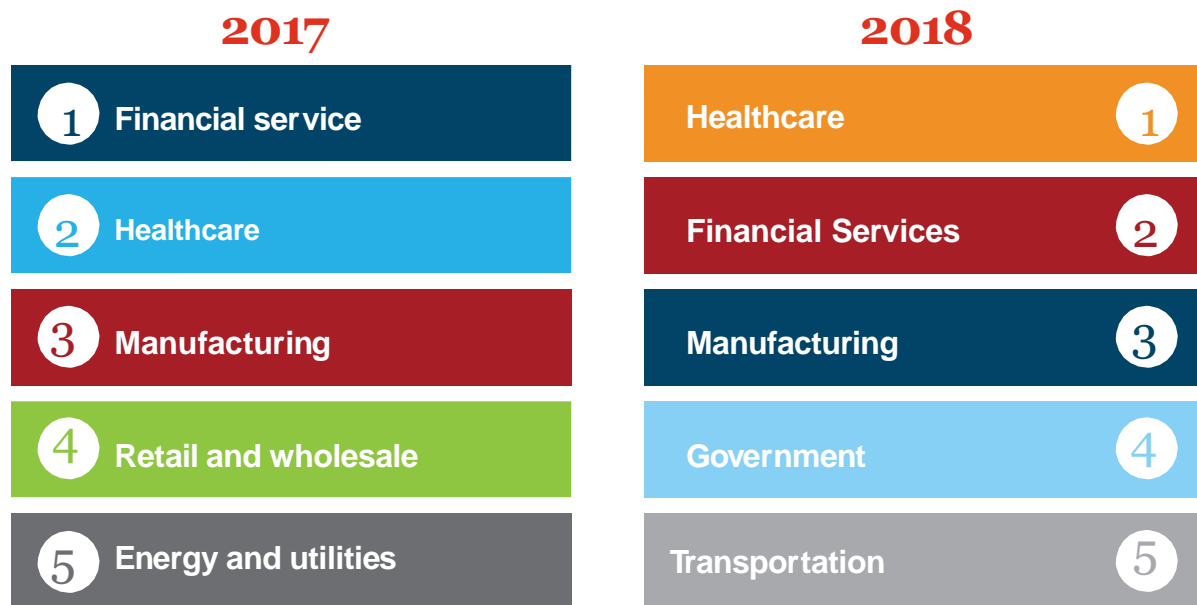 2017
1 Financial service
2 Healthcare
3 Manufacturing
4 Retail and wholesale
5 Energy and utilities
2018
Healthcare 1
Financial Services 2
Manufacturing 3
Government 4
Transportation 5